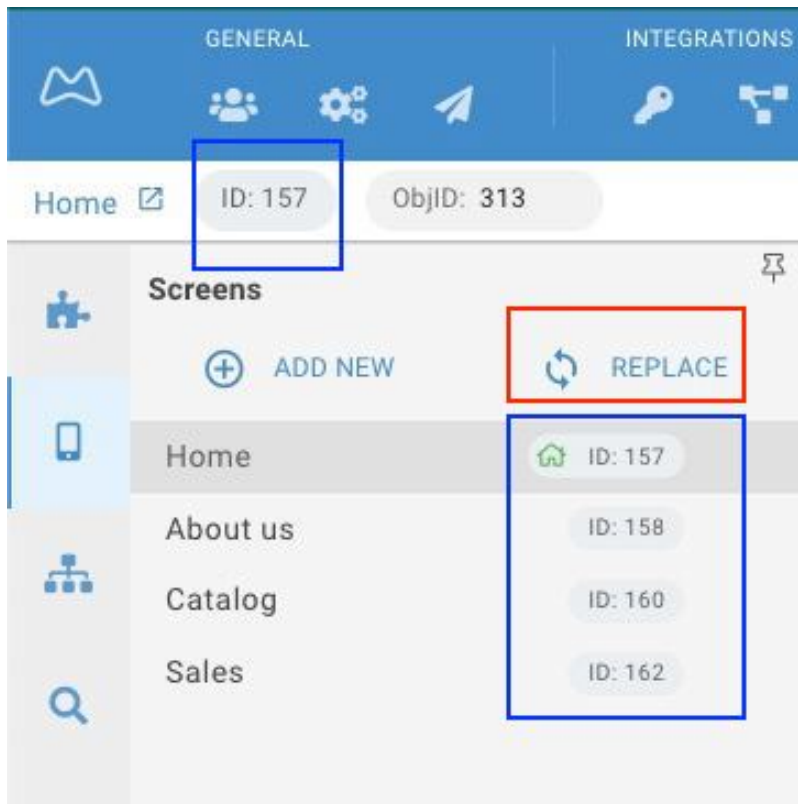 GENERAL INTEGRATIONS
Home ID: 157 ObjID: 313
Screens
ADD NEW REPLACE
Home ID: 157
About us ID: 158
Catalog ID: 160
Sales ID: 162